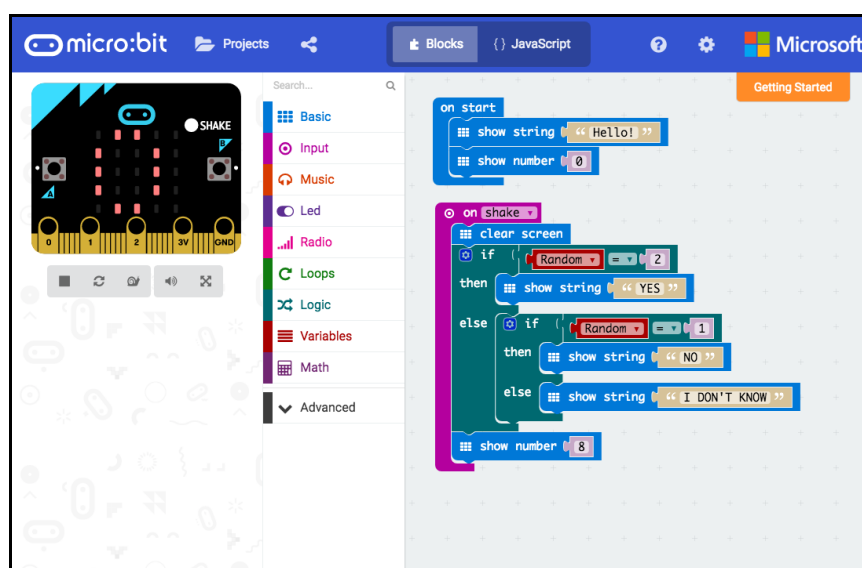 micro:bit Projects Blocks {} JavaScript ? Microsoft
Getting Started
SHAKE
B
A
0 1 2 3V GND
Search...
Basic
Input
Music
Led
Radio
Loops
Logic
Variables
Math
Advanced
on start
show string “ Hello! ”
show number 0
on shake
clear screen
if Random = 2
then show string “ YES ”
else if Random = 1
then show string “ NO ”
else show string “ I DON'T KNOW ”
show number 8